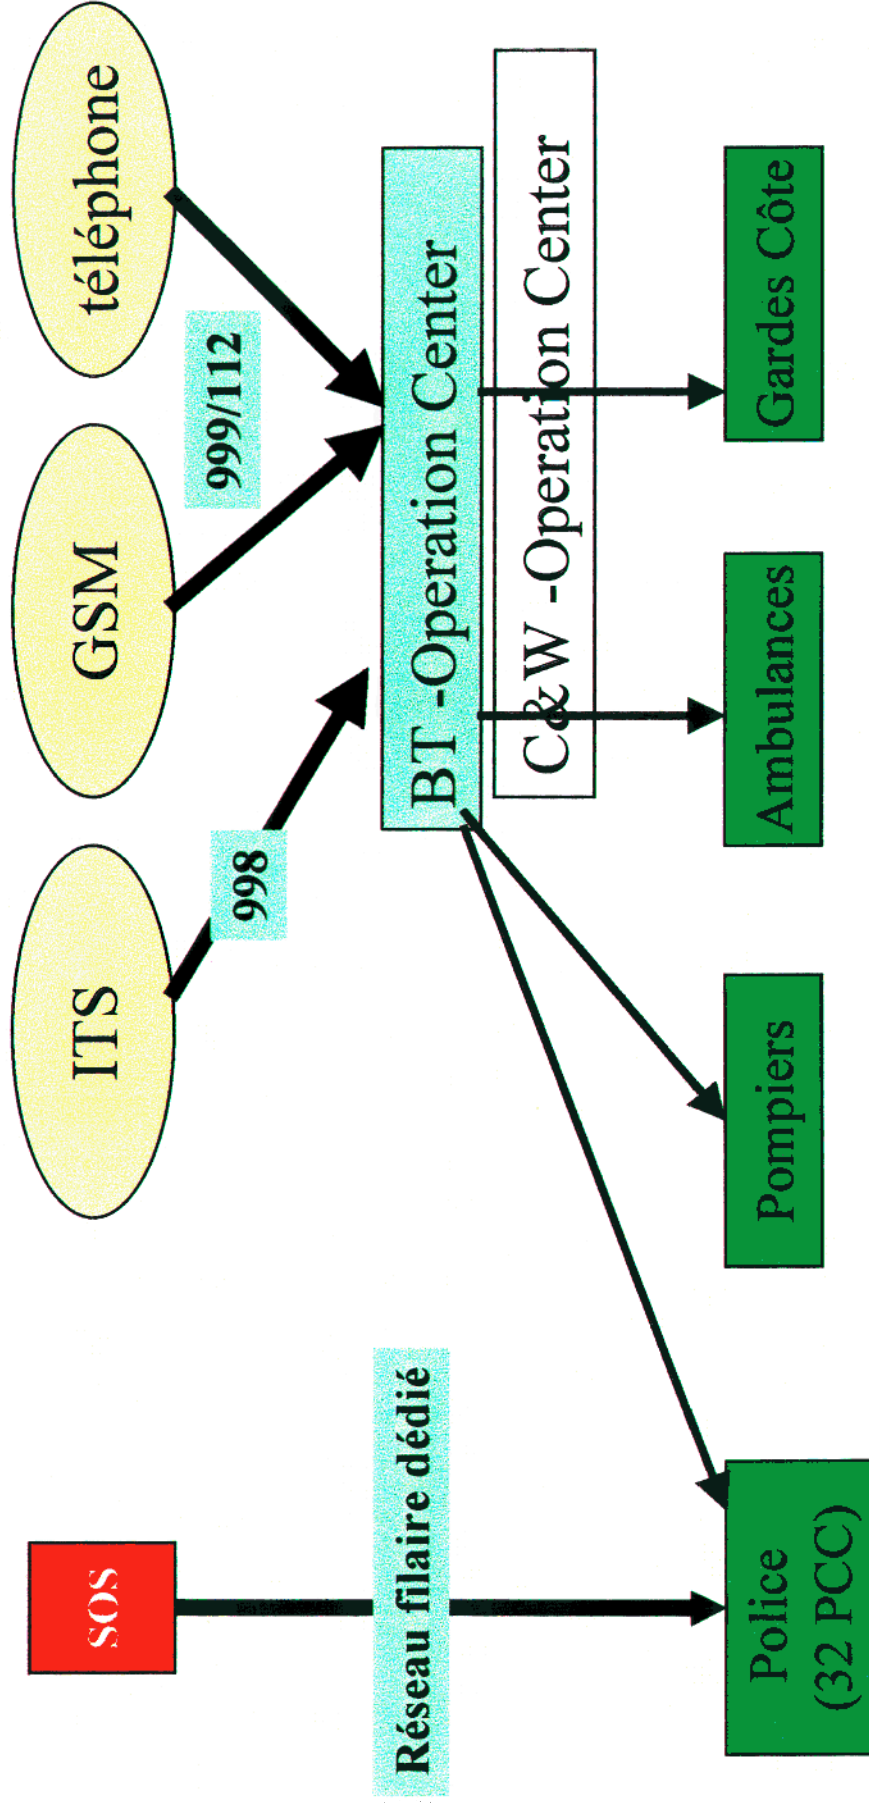 SOS
ITS
GSM
téléphone
998
999/112
Réseau filaire dédié
BT -Operation Center
C&W -Operation Center
Police
(32 PCC)
Pompiers
Ambulances
Gardes Côte